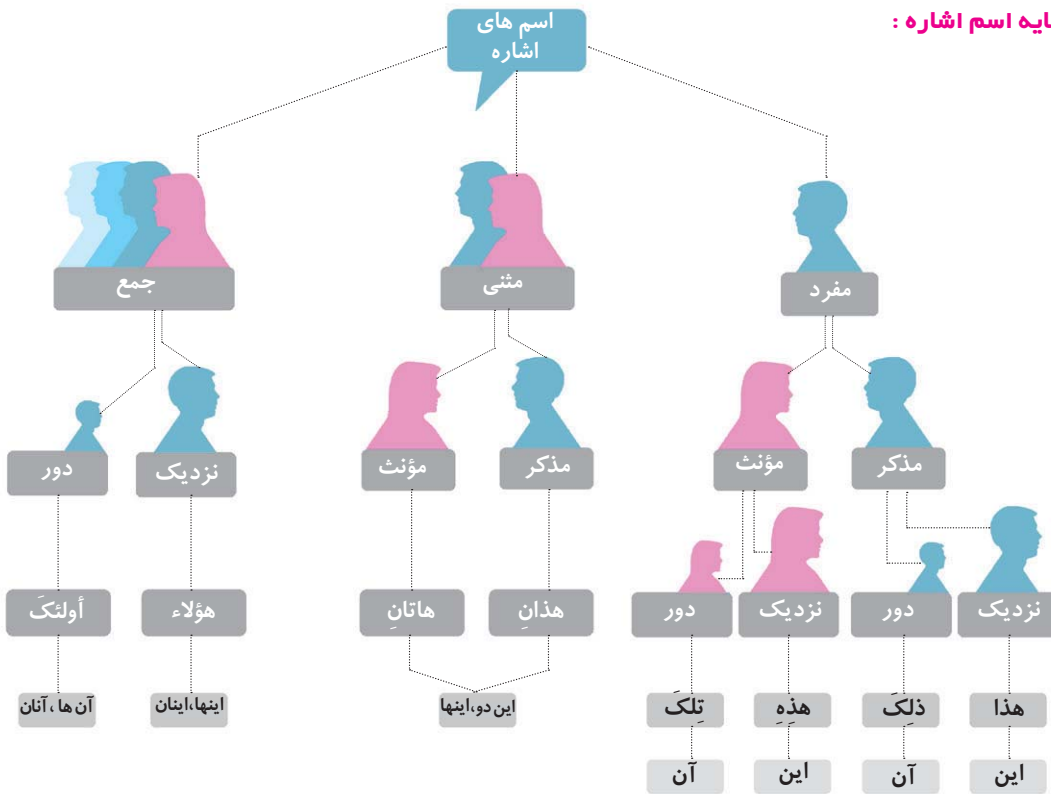 ایه اسم اشاره :
اسم های
اشاره
مفرد
مثنی
جمع
مذکر
مؤنث
مذکر
مؤنث
نزدیک
دور
نزدیک
دور
نزدیک
دور
هذا
ذلِکَ
هذِهِ
تِلکَ
این
آن
این
آن
هذانِ
هاتانِ
این دو،اینها
هؤلاء
أولئکَ
اینها،اینان
آن ها ، آنان